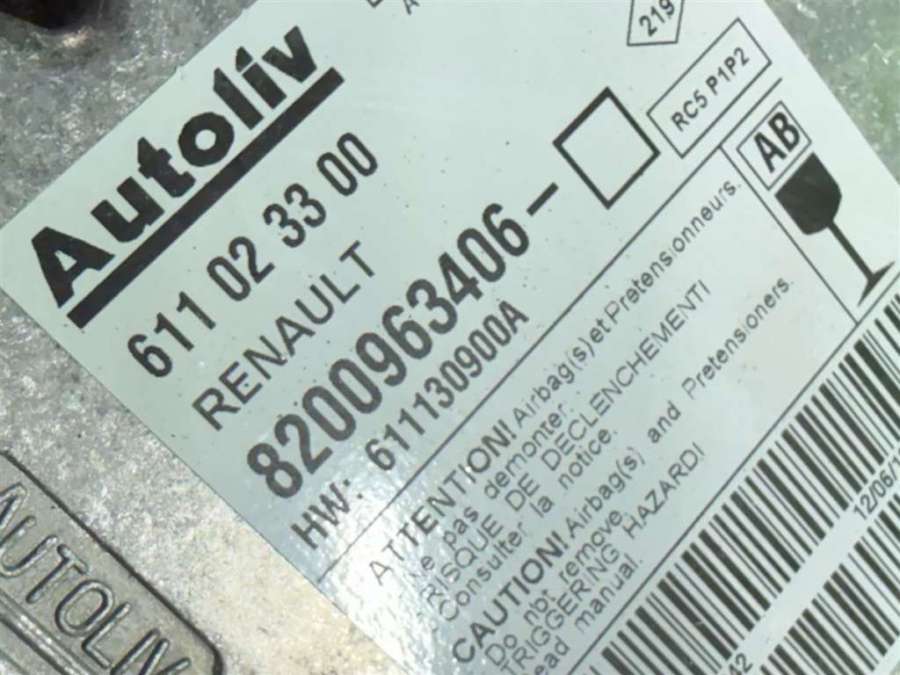 Autoliv
611 02 33 00
RENAULT
8200963406-
HW: 611130900A
219
RC5 P1P2
AB
ATTENTION! Airbag(s) et Pretensionneurs.
Ne pas demonter.
RISQUE DE DECLENCHEMENT!
Consulter la notice.
CAUTION! Airbag(s) and Pretensioners.
Do not remove.
TRIGGERING HAZARD!
Read manual.
AUTOLIV